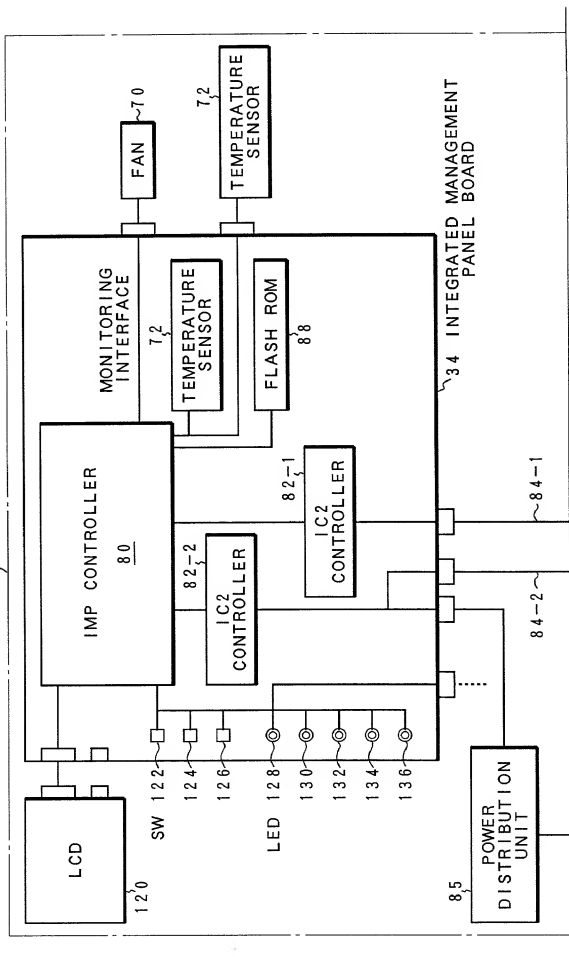 FAN
70
TEMPERATURE
SENSOR
72
MONITORING
INTERFACE
72
TEMPERATURE
SENSOR
FLASH ROM
88
34 INTEGRATED MANAGEMENT
PANEL BOARD
IMP CONTROLLER
80
82-1
IC2
CONTROLLER
82-2
IC2
CONTROLLER
84-1
84-2
SW
122
124
126
LED
128
130
132
134
136
LCD
120
POWER
DISTRIBUTION
UNIT
85